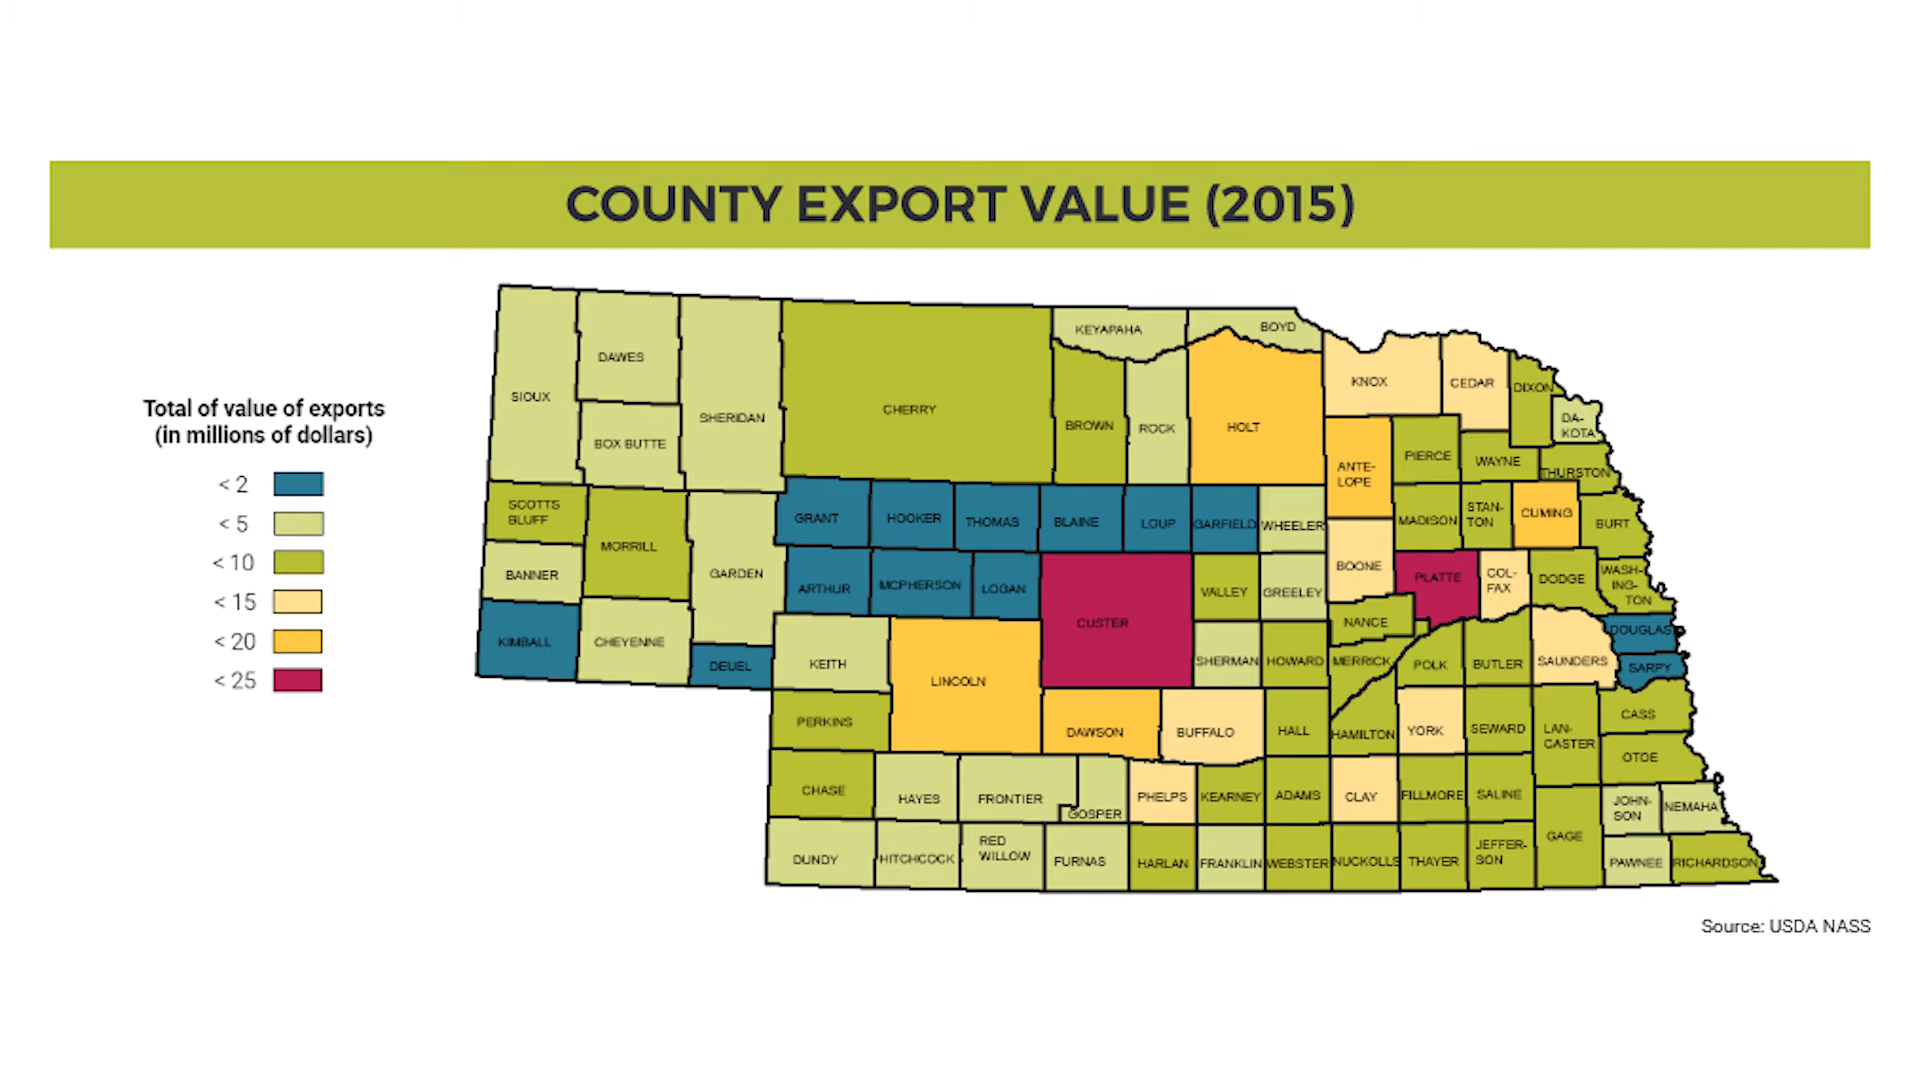 COUNTY EXPORT VALUE (2015)
Total of value of exports
(in millions of dollars)
< 2
< 5
< 10
< 15
< 20
< 25
SIOUX
DAWES
BOX BUTTE
SHERIDAN
CHERRY
KEYAPAHA
BOYD
BROWN
ROCK
HOLT
KNOX
CEDAR
DIXON
DA-
KOTA
ANTE-
LOPE
PIERCE
WAYNE
THURSTON
SCOTTS
BLUFF
MORRILL
BANNER
GARDEN
KIMBALL
CHEYENNE
DEUEL
GRANT
HOOKER
THOMAS
BLAINE
LOUP
GARFIELD
WHEELER
MADISON
STAN-
TON
CUMING
BURT
ARTHUR
MCPHERSON
LOGAN
CUSTER
VALLEY
GREELEY
BOONE
PLATTE
COL-
FAX
DODGE
WASH-
ING-
TON
NANCE
KEITH
LINCOLN
SHERMAN
HOWARD
MERRICK
POLK
BUTLER
SAUNDERS
DOUGLAS
SARPY
PERKINS
DAWSON
BUFFALO
HALL
HAMILTON
YORK
SEWARD
LAN-
CASTER
CASS
OTOE
CHASE
HAYES
FRONTIER
GOSPER
PHELPS
KEARNEY
ADAMS
CLAY
FILLMORE
SALINE
GAGE
JOHN-
SON
NEMAHA
DUNDY
HITCHCOCK
RED
WILLOW
FURNAS
HARLAN
FRANKLIN
WEBSTER
NUCKOLLS
THAYER
JEFFER-
SON
PAWNEE
RICHARDSON
Source: USDA NASS